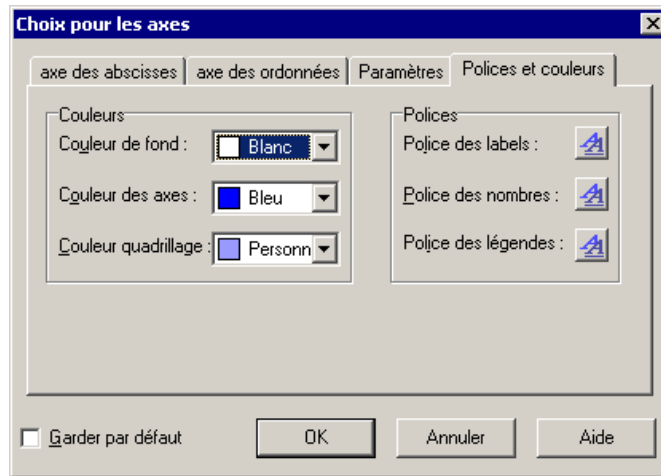 Choix pour les axes
axe des abscisses axe des ordonnées Paramètres Polices et couleurs
Couleurs
Couleur de fond :
Blanc
Couleur des axes :
Bleu
Couleur quadrillage :
Personn
Polices
Police des labels :
Police des nombres :
Police des légendes :
Garder par défaut
OK
Annuler
Aide